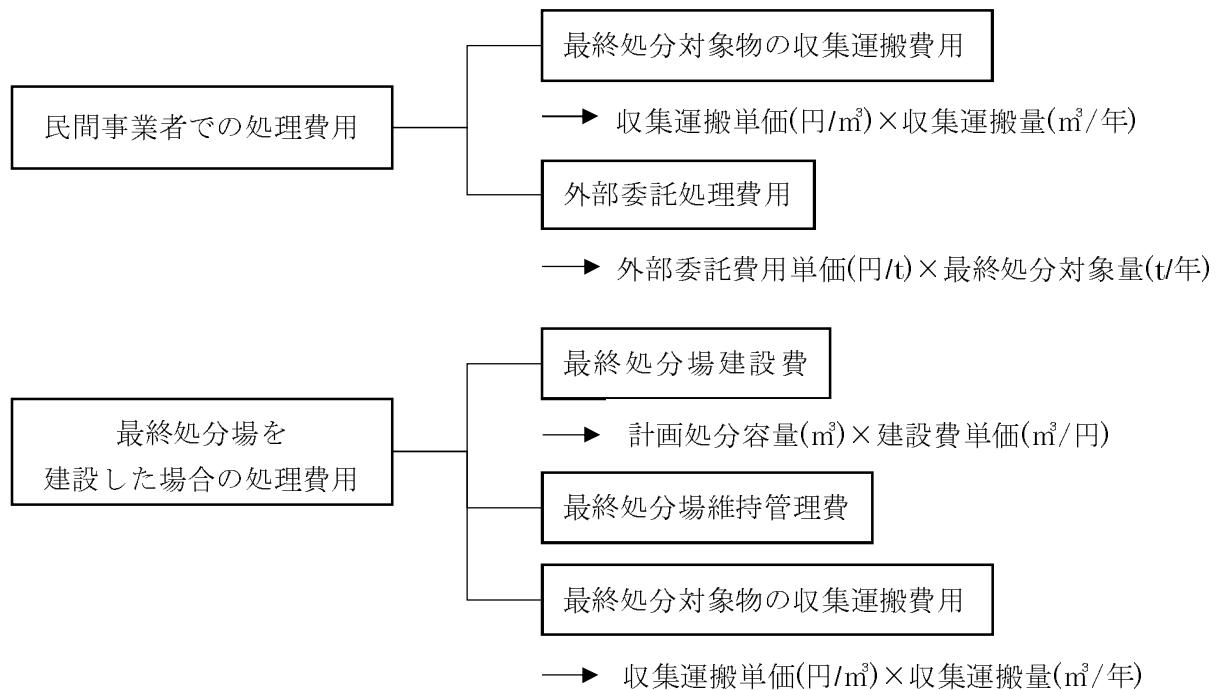 最終処分対象物の収集運搬費用
民間事業者での処理費用
収集運搬単価(円/㎥)×収集運搬量(㎥/年)
外部委託処理費用
外部委託費用単価(円/t)×最終処分対象量(t/年)
最終処分場建設費
最終処分場を
建設した場合の処理費用
計画処分容量(㎥)×建設費単価(㎥/円)
最終処分場維持管理費
最終処分対象物の収集運搬費用
収集運搬単価(円/㎥)×収集運搬量(㎥/年)